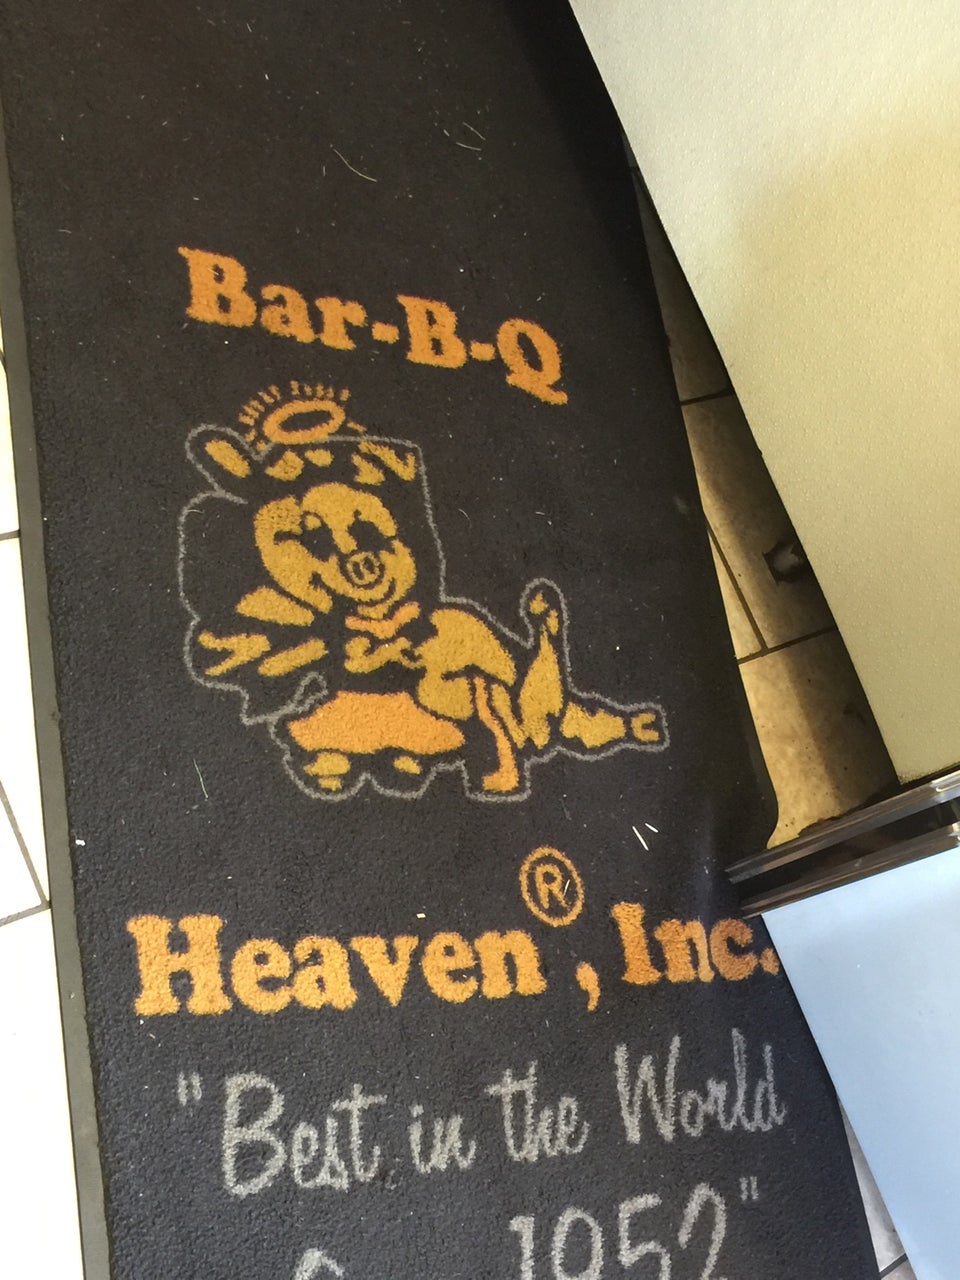 Bar-B-Q
Heaven®, Inc.
"Best in the World
1952"